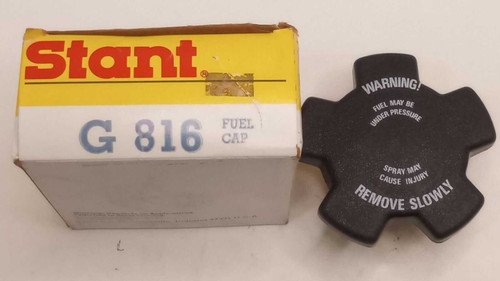 Stant
G 816 FUEL
CAP
WARNING!
FUEL MAY BE
UNDER PRESSURE
SPRAY MAY
CAUSE INJURY
REMOVE SLOWLY